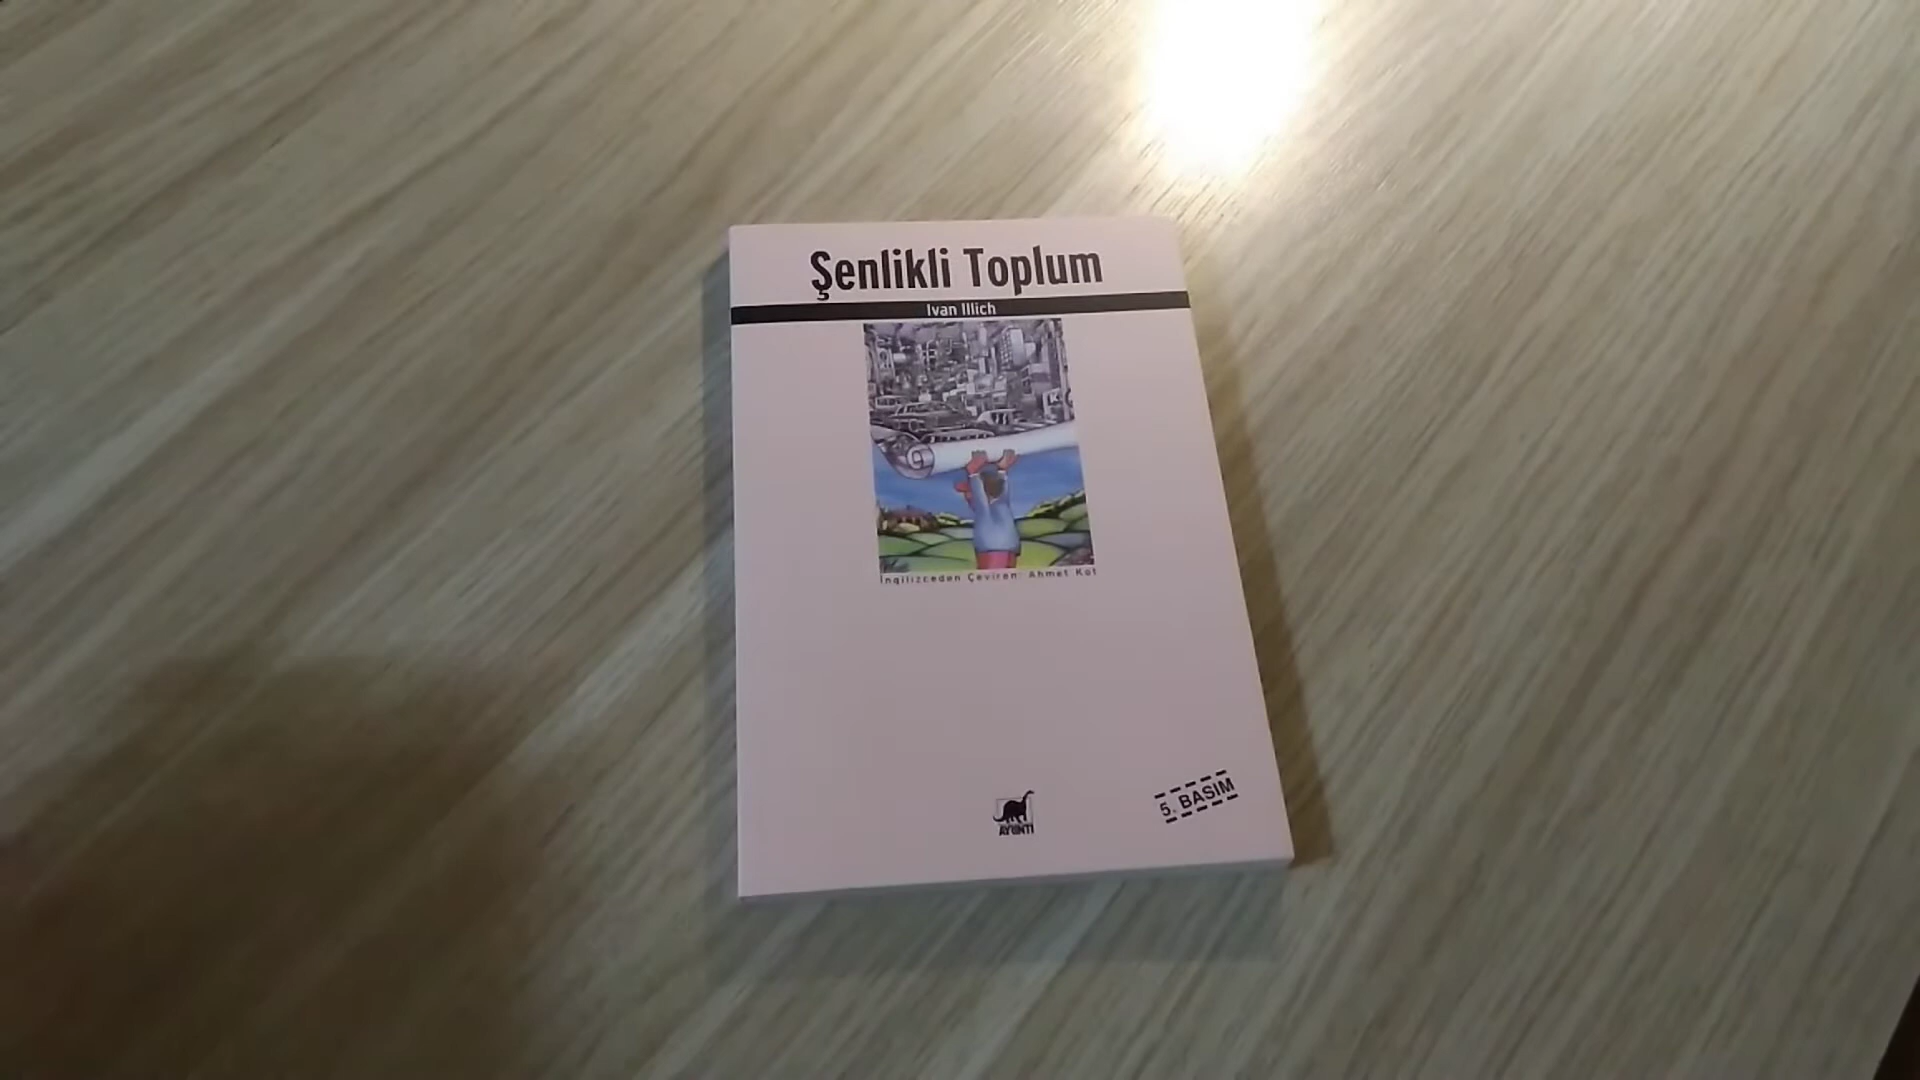 Şenlikli Toplum
Ivan Illich
K
İngilizceden Çeviren: Ahmet Kot
AYRINTI
5. BASIM